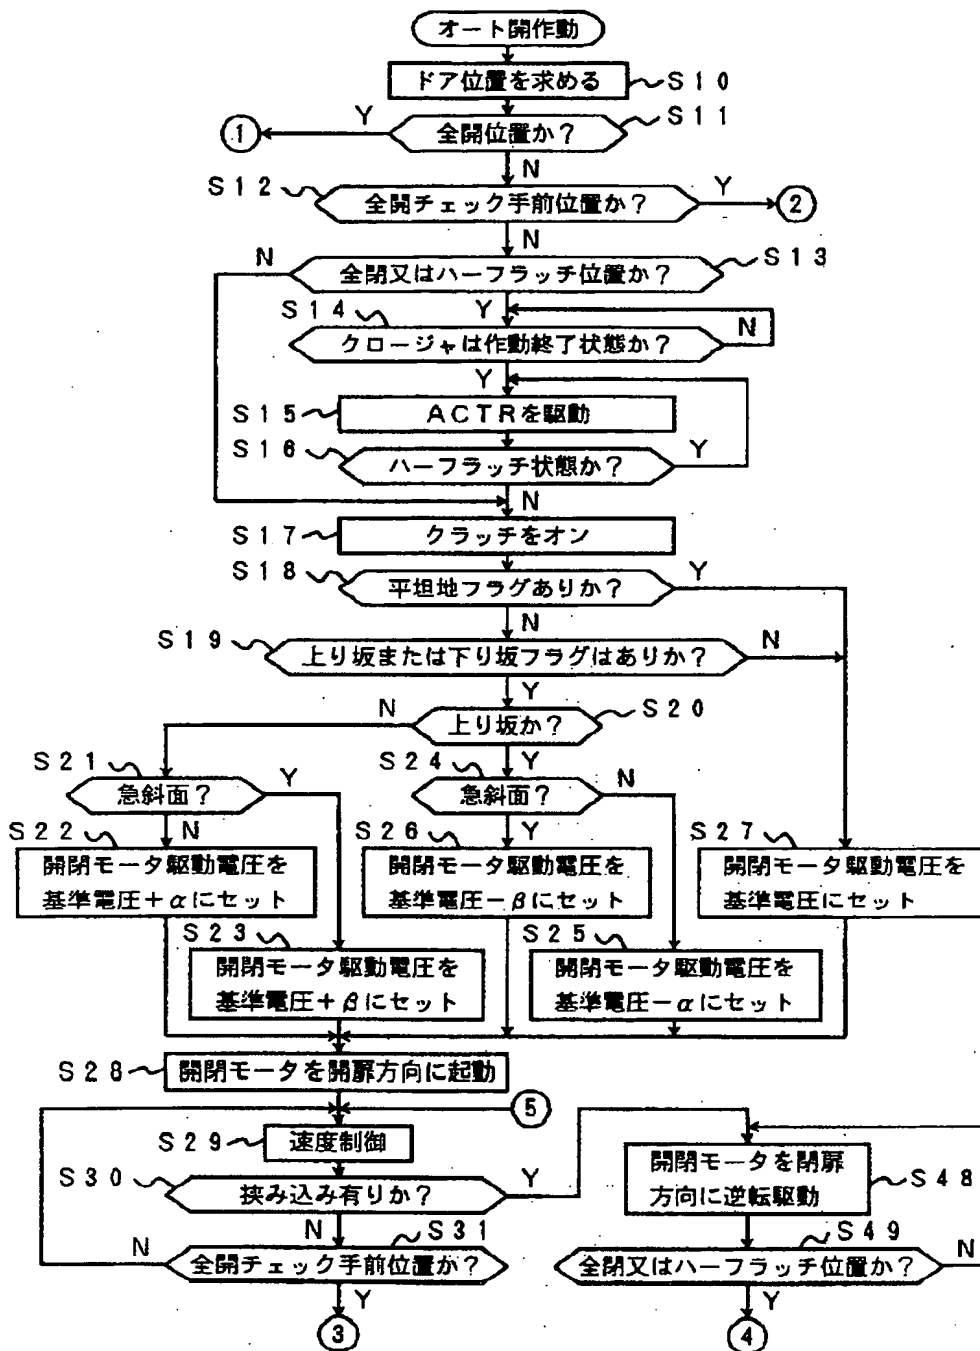 オート開作動
ドア位置を求める
S10
Y
全開位置か？
S11
1
N
S12
全開チェック手前位置か？
Y
2
N
N
全閉又はハーフラッチ位置か？
S13
S14
Y
N
クロージャは作動終了状態か？
Y
S15
ACTRを駆動
S16
ハーフラッチ状態か？
Y
N
S17
クラッチをオン
S18
平坦地フラグありか？
Y
N
S19
上り坂または下り坂フラグはありか？
N
Y
N
上り坂か？
S20
S21
急斜面？
Y
S24
Y
急斜面？
N
S22
N
開閉モータ駆動電圧を
基準電圧＋αにセット
S26
Y
開閉モータ駆動電圧を
基準電圧－βにセット
S27
開閉モータ駆動電圧を
基準電圧にセット
S23
開閉モータ駆動電圧を
基準電圧＋βにセット
S25
開閉モータ駆動電圧を
基準電圧－αにセット
S28
開閉モータを開扉方向に起動
5
S29
速度制御
S30
挟み込み有りか？
Y
N
S31
N
全開チェック手前位置か？
Y
3
開閉モータを閉扉
方向に逆転駆動
S48
S49
全閉又はハーフラッチ位置か？
N
Y
4